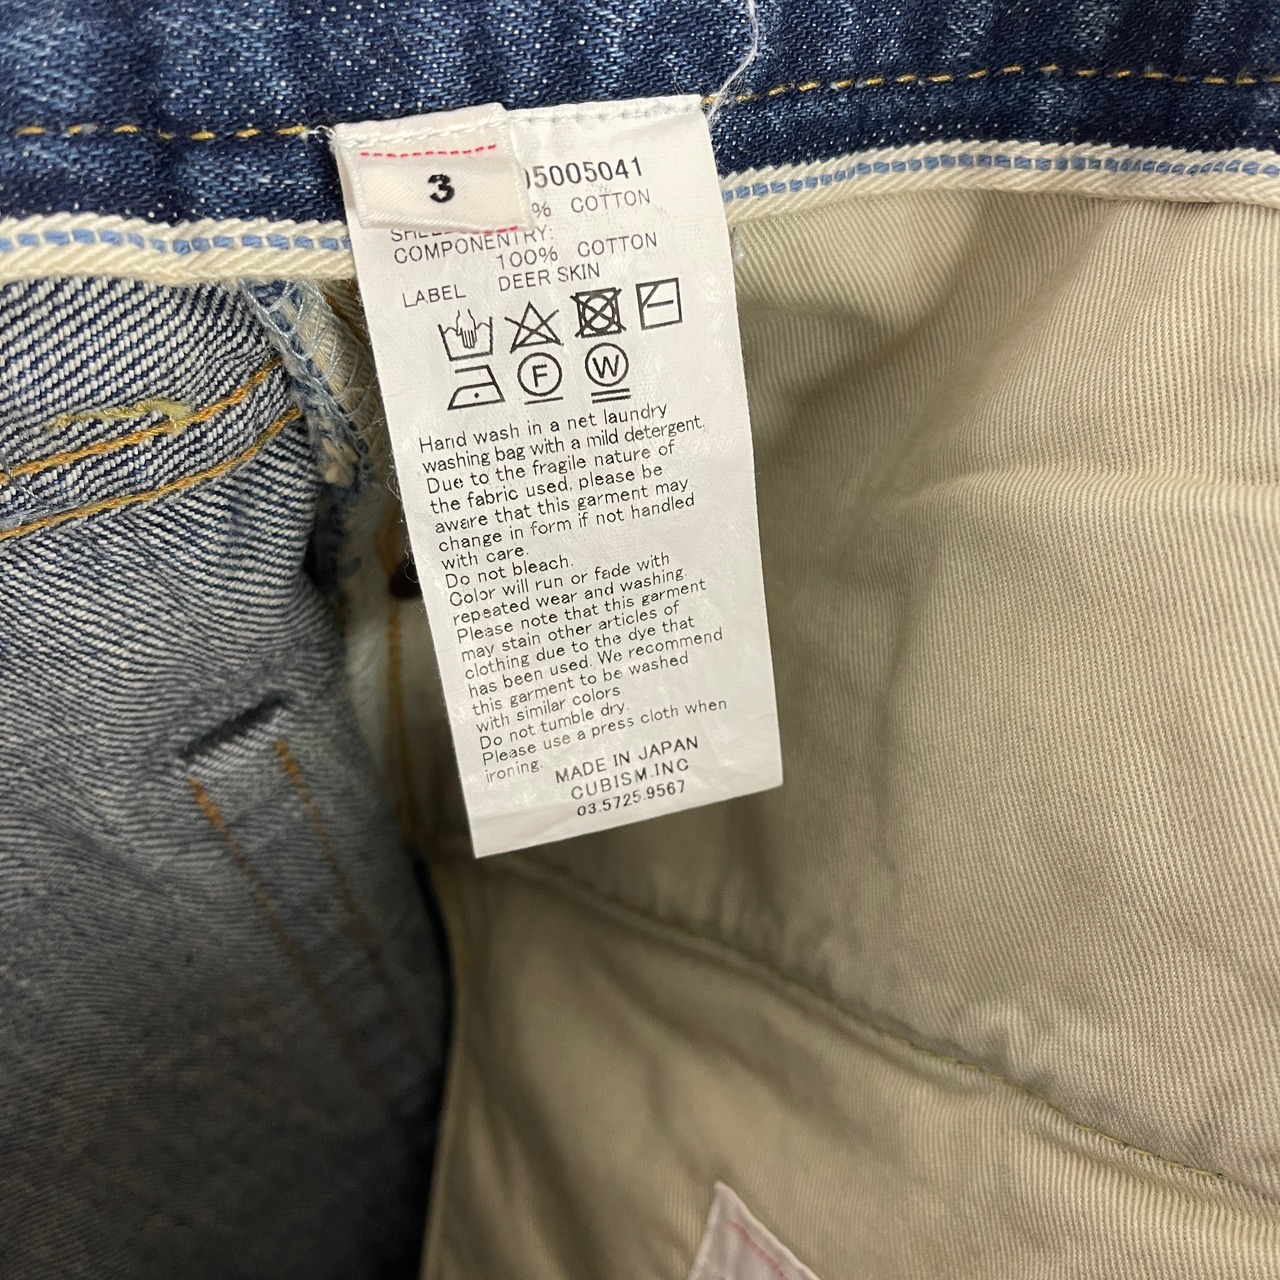 3
5005041
% COTTON
COMPONENTRY:
100% COTTON
LABEL DEER SKIN
F W
Hand wash in a net laundry
washing bag with a mild detergent.
Due to the fragile nature of
the fabric used, please be
aware that this garment may
change in form if not handled
with care.
Do not bleach.
Color will run or fade with
repeated wear and washing.
Please note that this garment
may stain other articles of
clothing due to the dye that
has been used. We recommend
this garment to be washed
with similar colors
Do not tumble dry.
Please use a press cloth when
ironing.
MADE IN JAPAN
CUBISM.INC
03.5725.9567